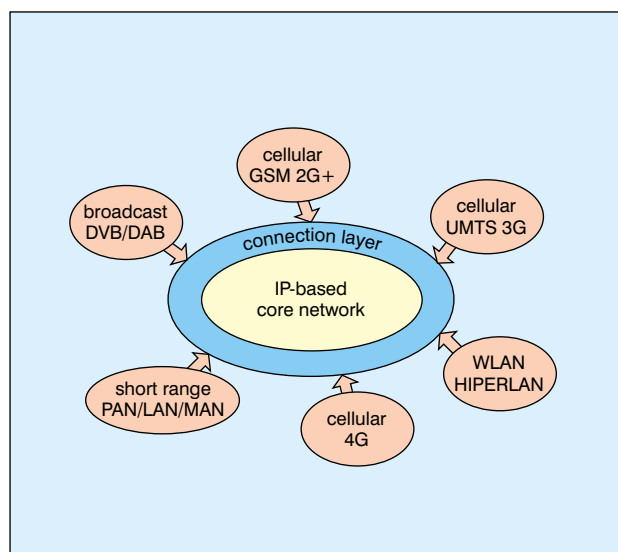 cellular
GSM 2G+
broadcast
DVB/DAB
cellular
UMTS 3G
connection layer
IP-based
core network
WLAN
HIPERLAN
short range
PAN/LAN/MAN
cellular
4G